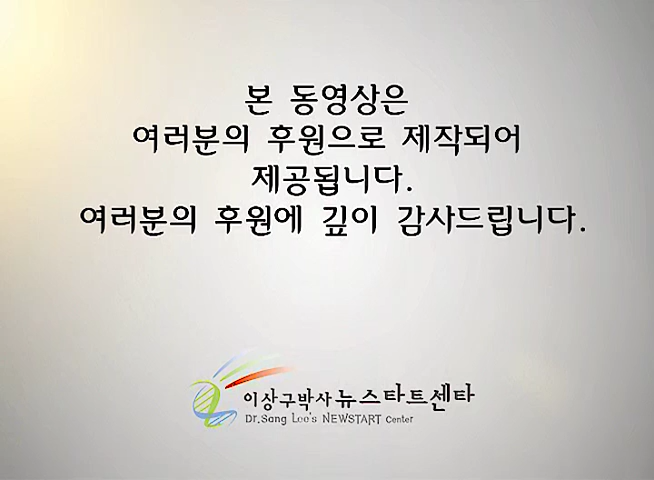 본 동영상은
여러분의 후원으로 제작되어
제공됩니다.
여러분의 후원에 깊이 감사드립니다.
이상구박사 뉴스타트센타
Dr. Sang Lee's NEWSTART Center